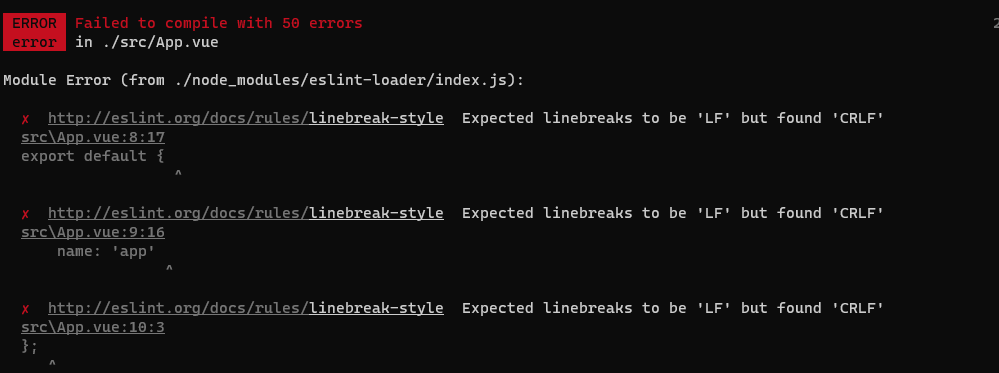 ERROR Failed to compile with 50 errors 2
error in ./src/App.vue
Module Error (from ./node_modules/eslint-loader/index.js):
✗ http://eslint.org/docs/rules/linebreak-style Expected linebreaks to be 'LF' but found 'CRLF'
src\App.vue:8:17
export default {
^
✗ http://eslint.org/docs/rules/linebreak-style Expected linebreaks to be 'LF' but found 'CRLF'
src\App.vue:9:16
name: 'app'
^
✗ http://eslint.org/docs/rules/linebreak-style Expected linebreaks to be 'LF' but found 'CRLF'
src\App.vue:10:3
};
^